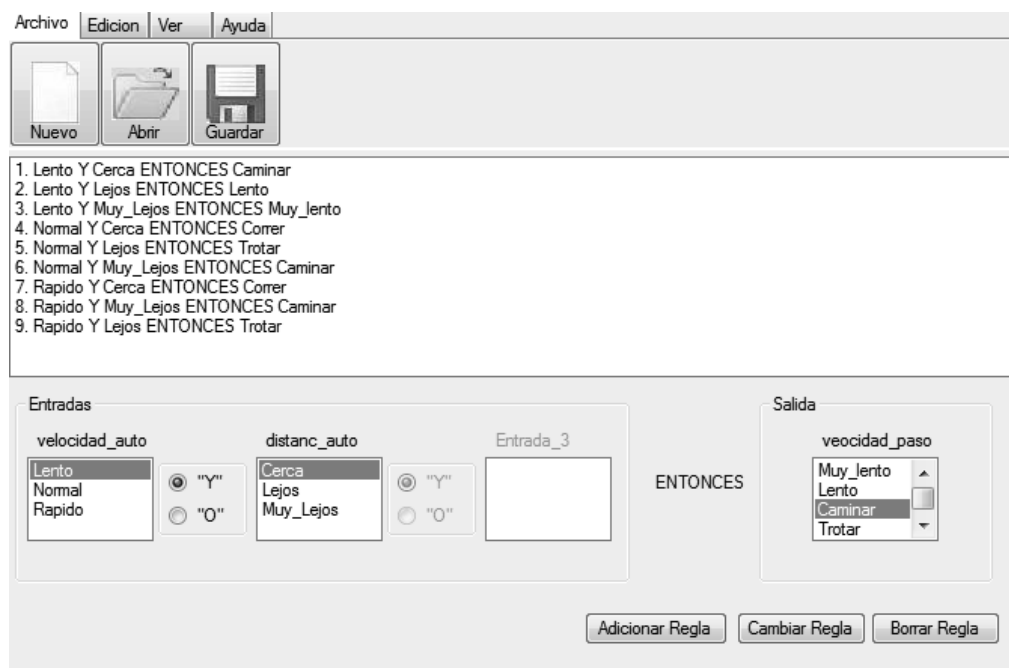 Archivo Edicion Ver Ayuda
Nuevo Abrir Guardar
1. Lento Y Cerca ENTONCES Caminar
2. Lento Y Lejos ENTONCES Lento
3. Lento Y Muy_Lejos ENTONCES Muy_lento
4. Normal Y Cerca ENTONCES Correr
5. Normal Y Lejos ENTONCES Trotar
6. Normal Y Muy_Lejos ENTONCES Caminar
7. Rapido Y Cerca ENTONCES Correr
8. Rapido Y Muy_Lejos ENTONCES Caminar
9. Rapido Y Lejos ENTONCES Trotar
Entradas
velocidad_auto
Lento
Normal
Rapido
"Y"
"O"
distanc_auto
Cerca
Lejos
Muy_Lejos
"Y"
"O"
Entrada_3
ENTONCES
Salida
veocidad_paso
Muy_lento
Lento
Caminar
Trotar
Adicionar Regla Cambiar Regla Borrar Regla